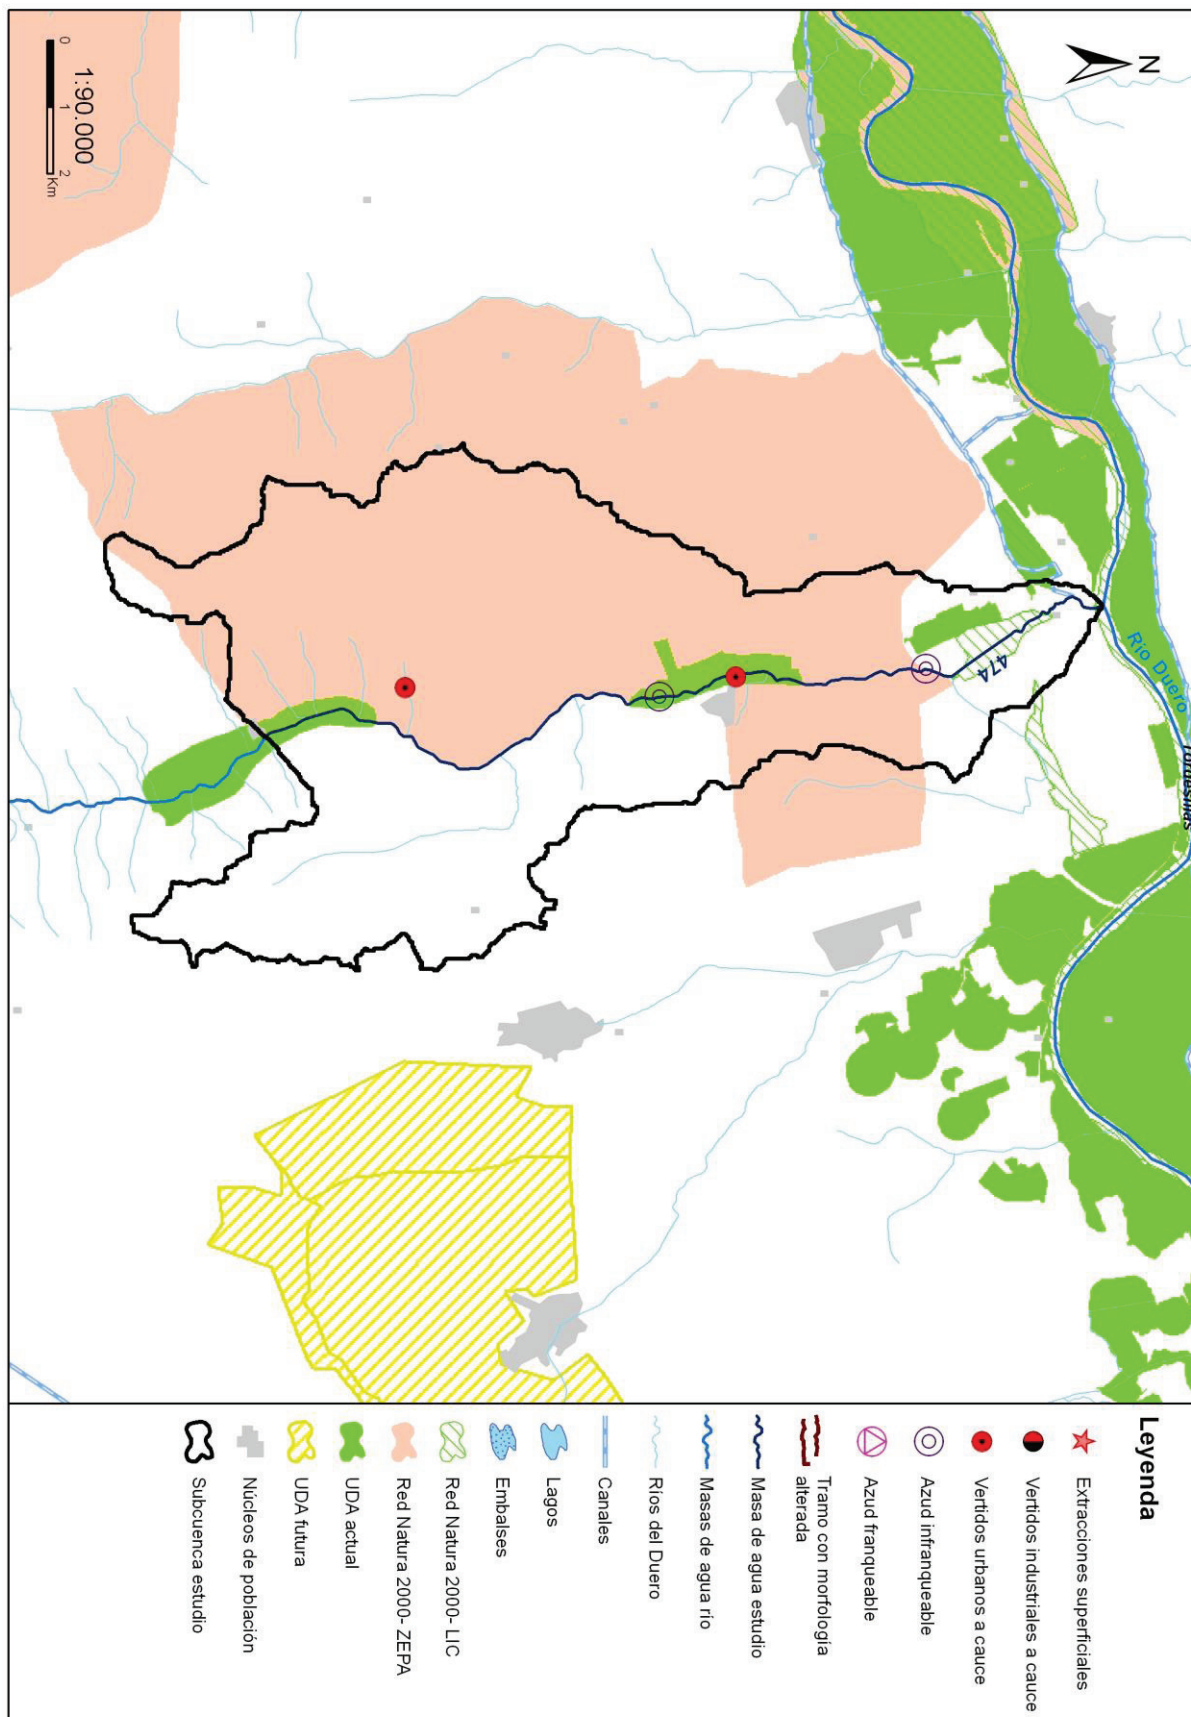 N
0
1
2
Km
1:90.000
Río Duero
Tordesillas
474
Leyenda
Extracciones superficiales
Vertidos industriales a cauce
Vertidos urbanos a cauce
Azud infranqueable
Azud franqueable
Tramo con morfología
alterada
Masa de agua estudio
Masas de agua río
Ríos del Duero
Canales
Lagos
Embalses
Red Natura 2000- LIC
Red Natura 2000- ZEPA
UDA actual
UDA futura
Núcleos de población
Subcuenca estudio